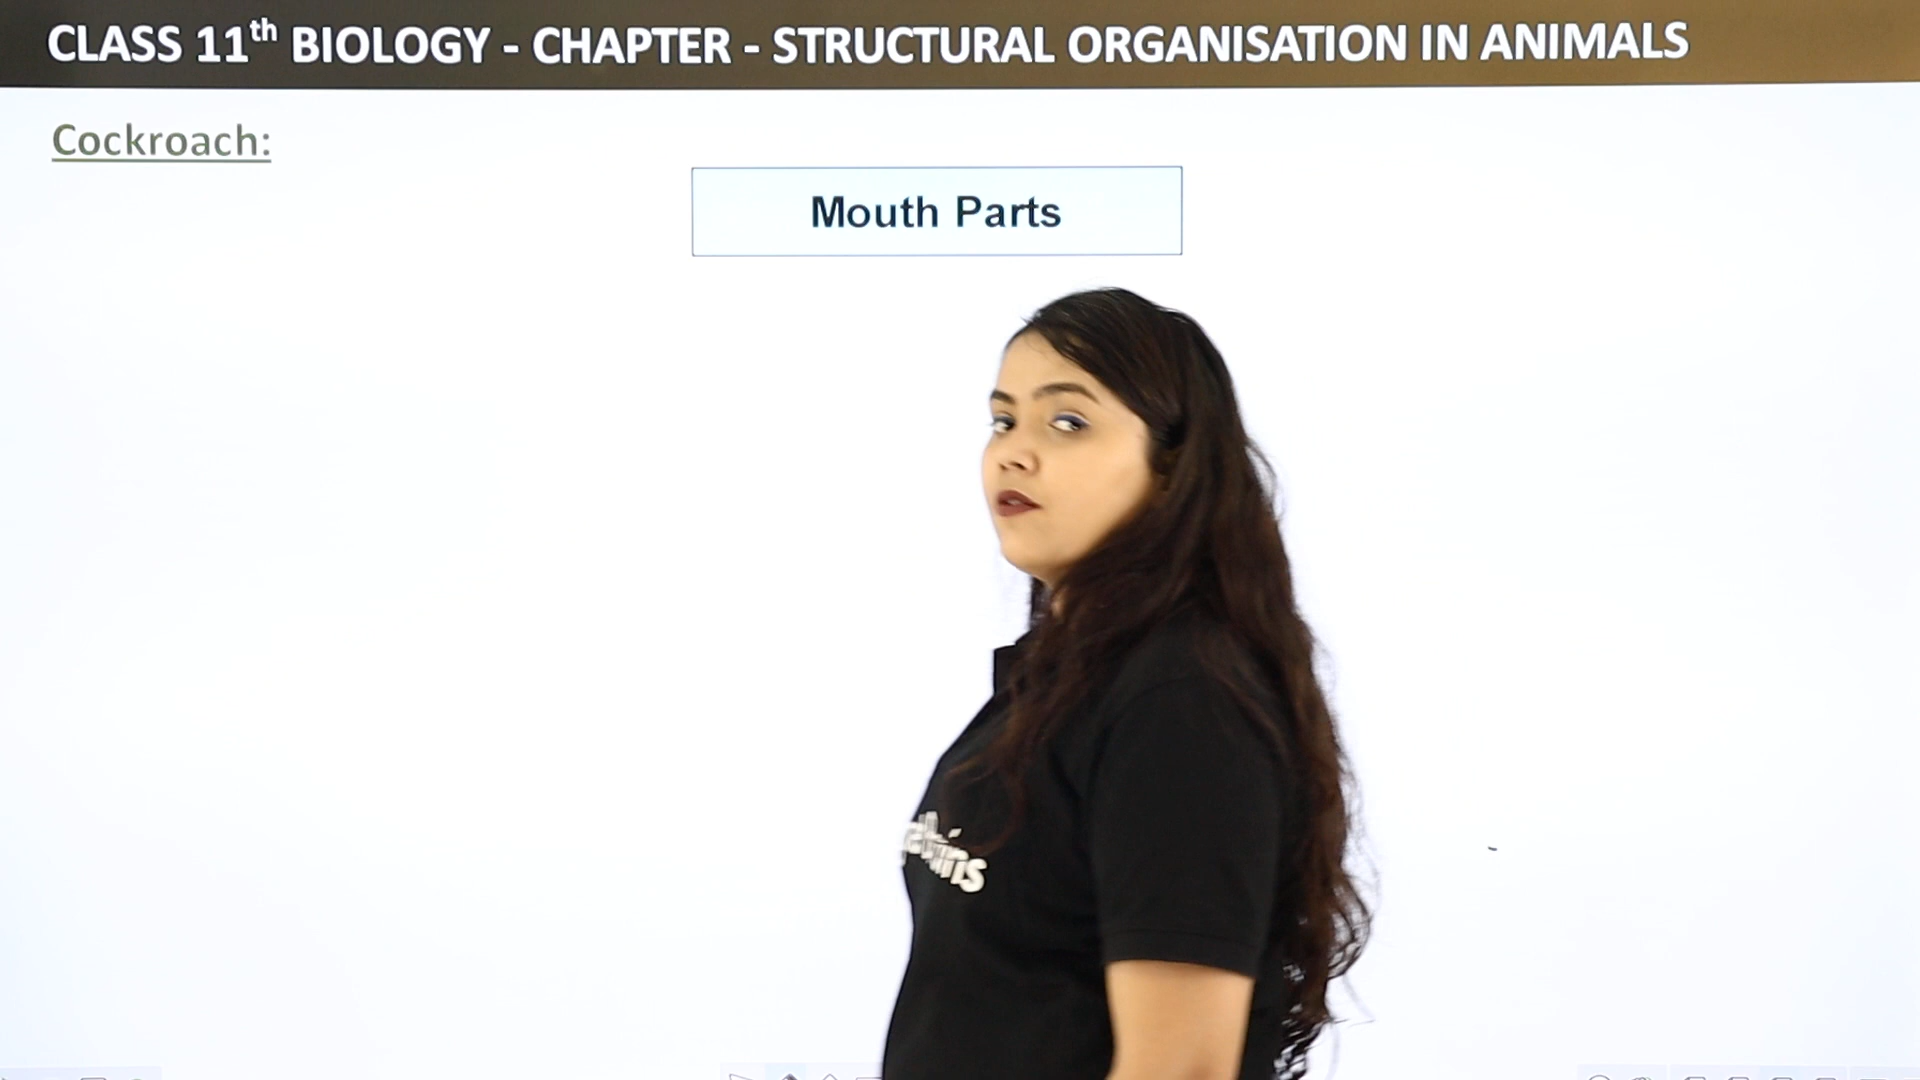 CLASS 11th BIOLOGY - CHAPTER - STRUCTURAL ORGANISATION IN ANIMALS
Cockroach:
Mouth Parts